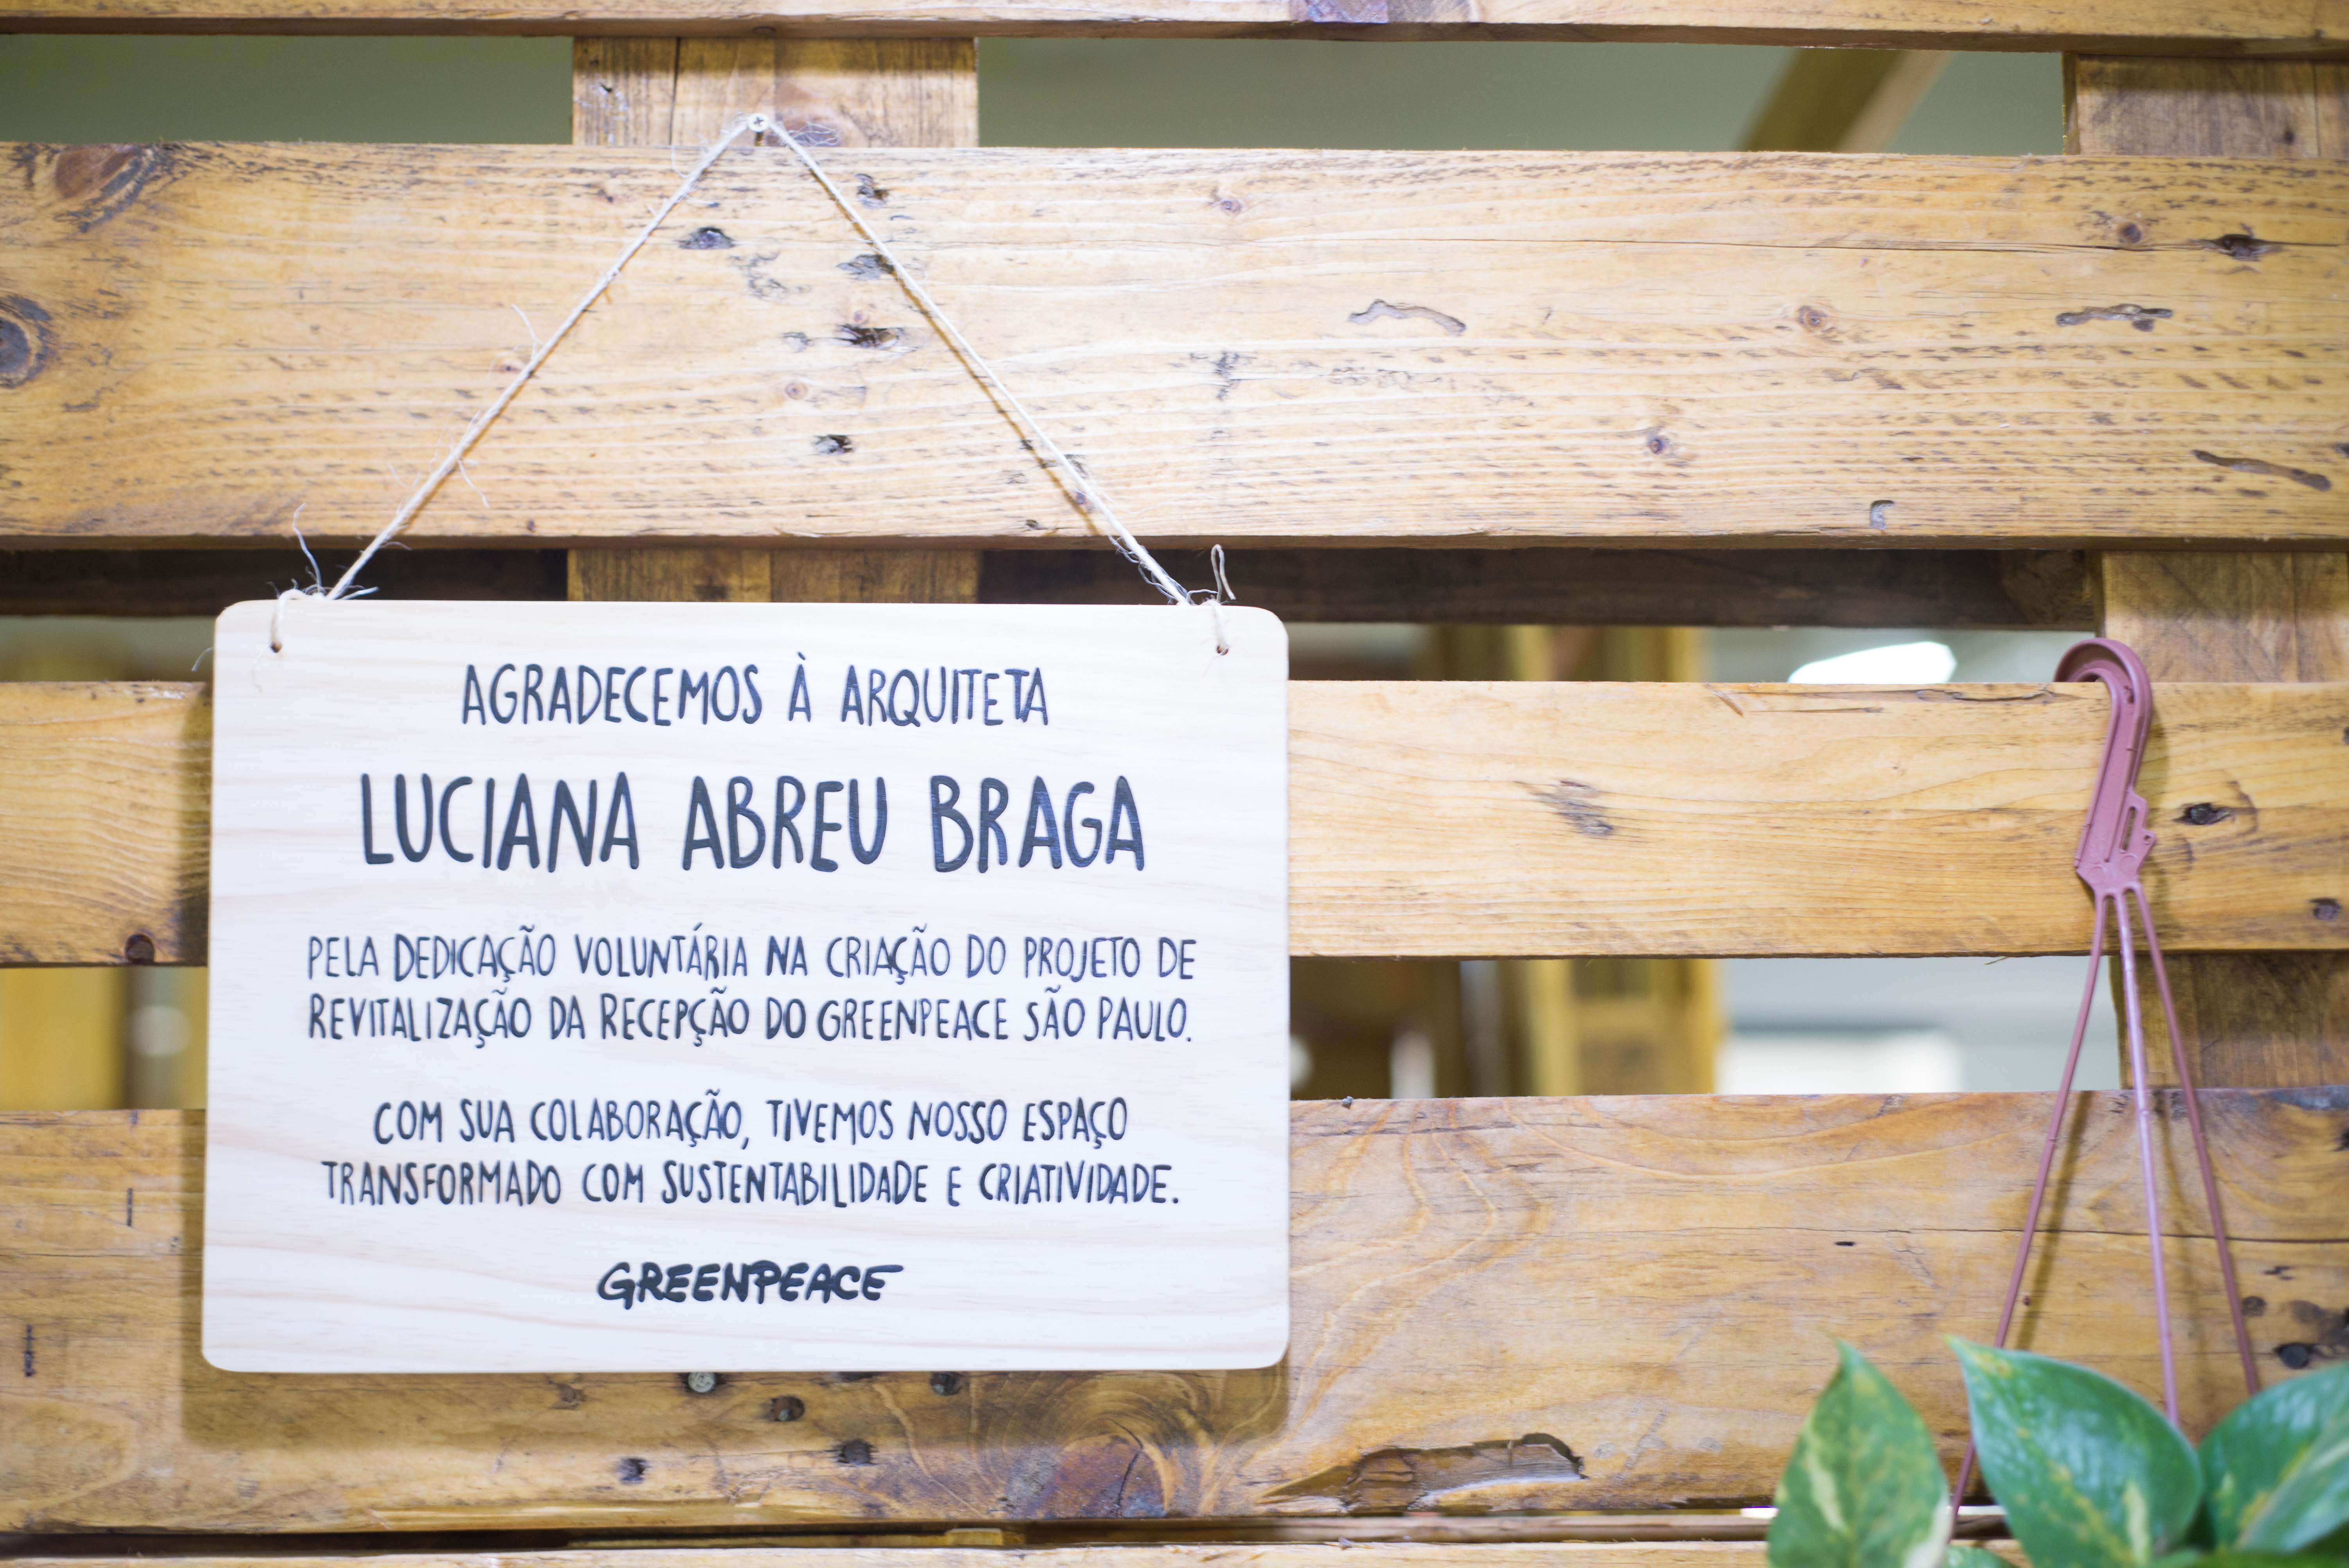 AGRADECEMOS À ARQUITETA
LUCIANA ABREU BRAGA
PELA DEDICAÇÃO VOLUNTÁRIA NA CRIAÇÃO DO PROJETO DE
REVITALIZAÇÃO DA RECEPÇÃO DO GREENPEACE SÃO PAULO.
COM SUA COLABORAÇÃO, TIVEMOS NOSSO ESPAÇO
TRANSFORMADO COM SUSTENTABILIDADE E CRIATIVIDADE.
GREENPEACE